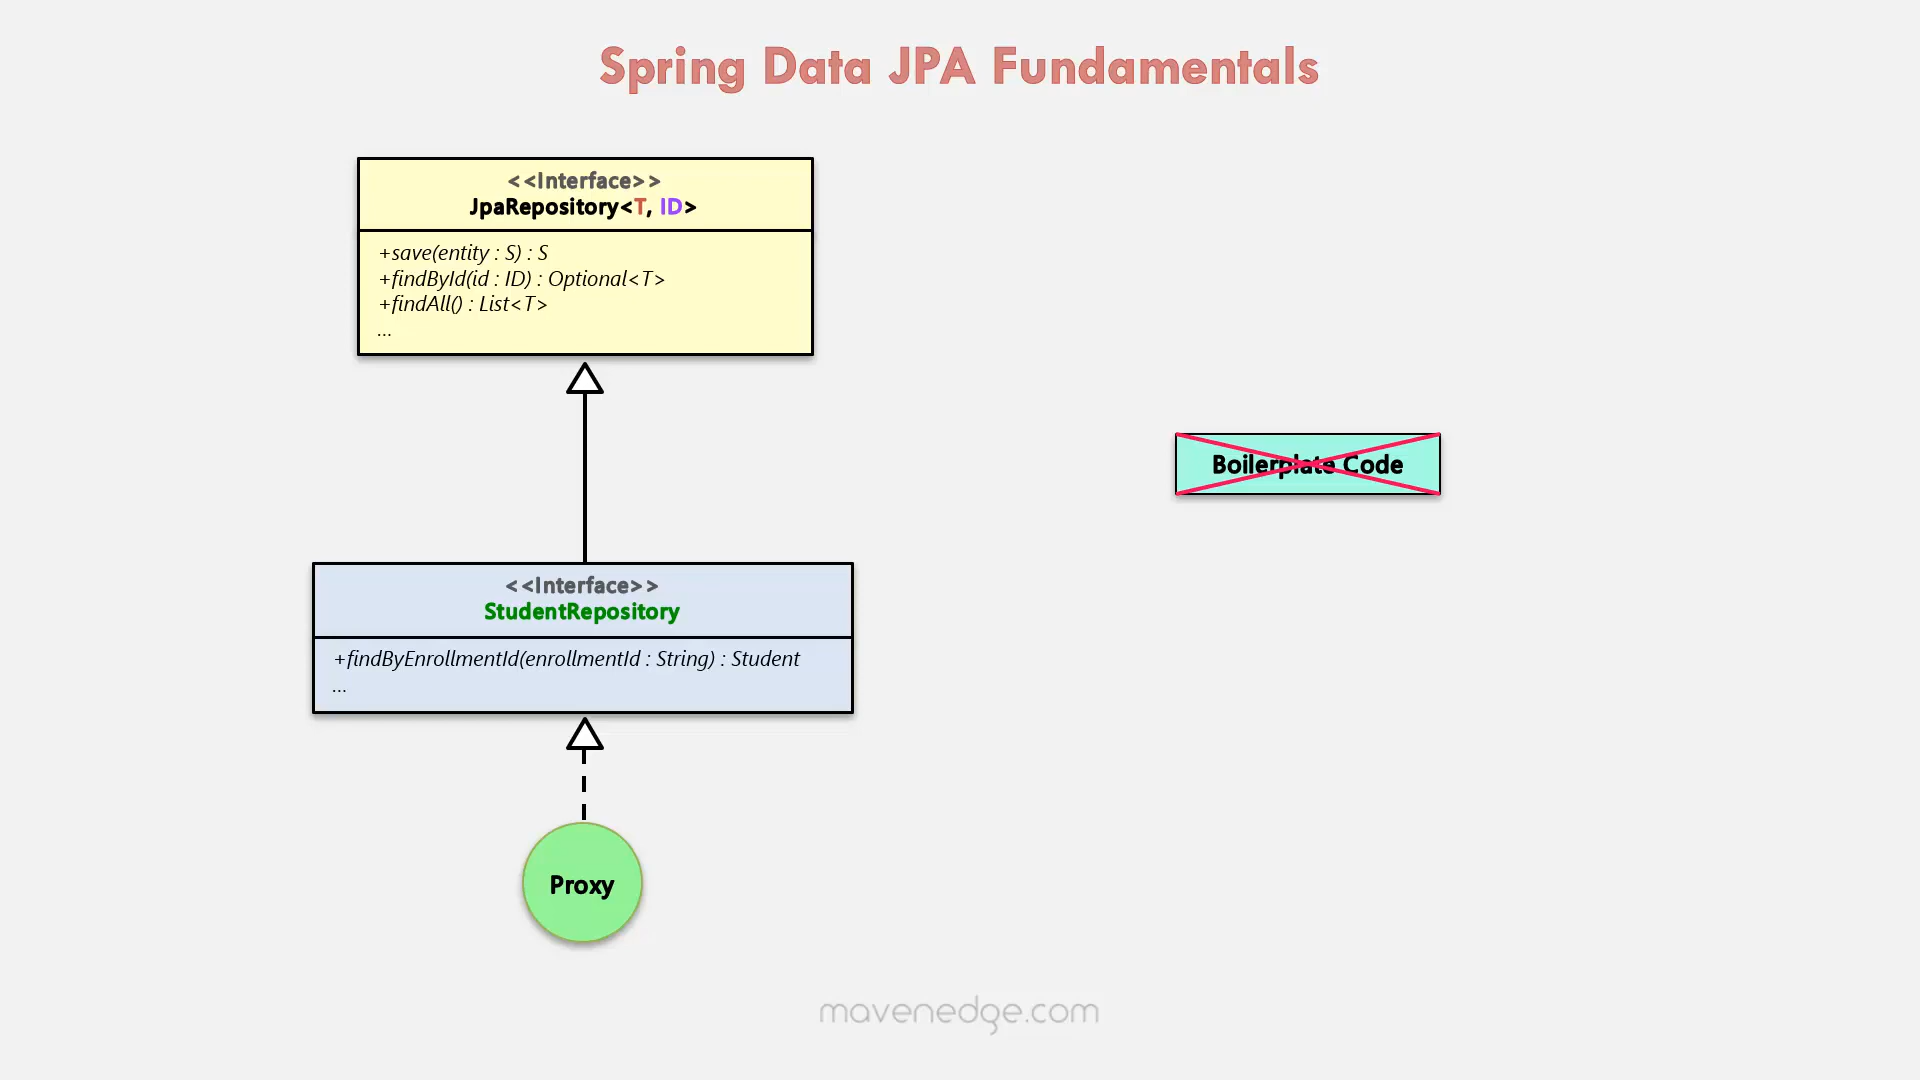 Spring Data JPA Fundamentals
<<Interface>>
JpaRepository<T, ID>
+save(entity : S) : S
+findById(id : ID) : Optional<T>
+findAll() : List<T>
...
Boilerplate Code
<<Interface>>
StudentRepository
+findByEnrollmentId(enrollmentId : String) : Student
...
Proxy
mavenedge.com